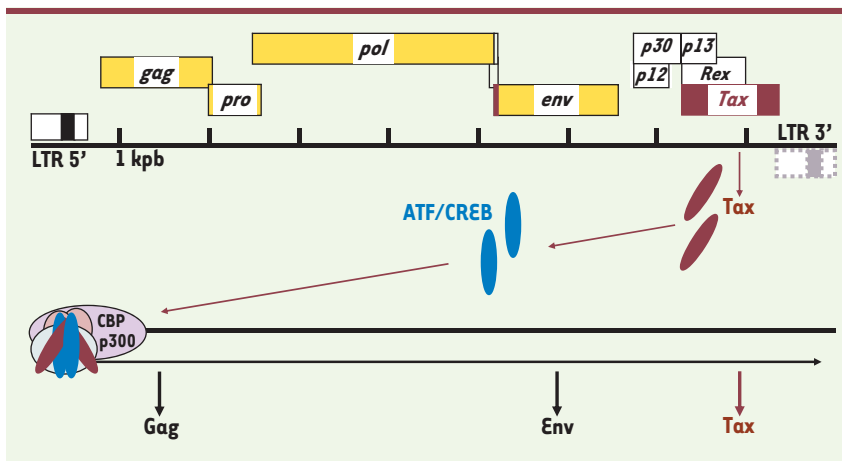 pol
p30 p13
gag
p12 Rex
pro
env
Tax
LTR 3’
LTR 5’
1 kpb
ATF/CREB
Tax
CBP
p300
Gag
Env
Tax